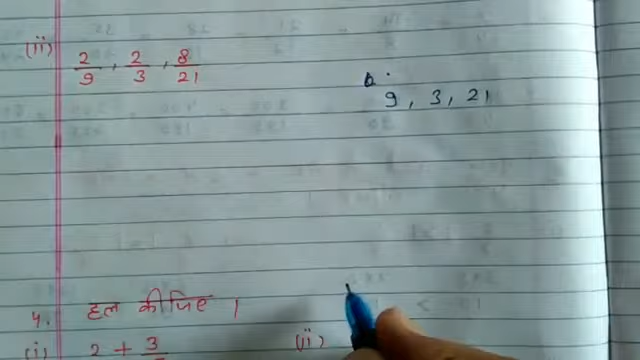 (ii) 2/9, 2/3, 8/21
9, 3, 21
4. हल कीजिए ।
(i) 2 + 3/ (ii)